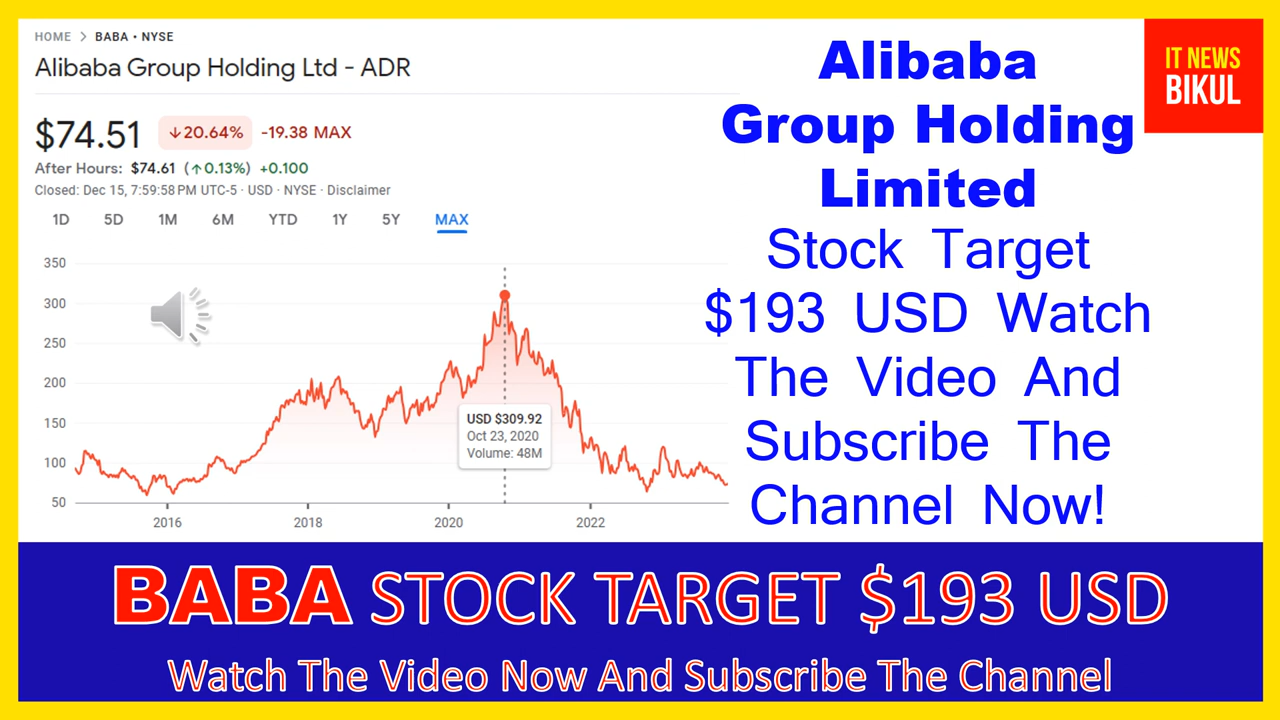 HOME > BABA • NYSE
Alibaba Group Holding Ltd - ADR
$74.51 ↓20.64% -19.38 MAX
After Hours: $74.61 (↑0.13%) +0.100
Closed: Dec 15, 7:59:58 PM UTC-5 · USD · NYSE · Disclaimer
1D 5D 1M 6M YTD 1Y 5Y MAX
350
300
250
200
150
100
50
USD $309.92
Oct 23, 2020
Volume: 48M
2016 2018 2020 2022
Alibaba
Group Holding
Limited
Stock Target
$193 USD Watch
The Video And
Subscribe The
Channel Now!
IT NEWS
BIKUL
BABA STOCK TARGET $193 USD
Watch The Video Now And Subscribe The Channel